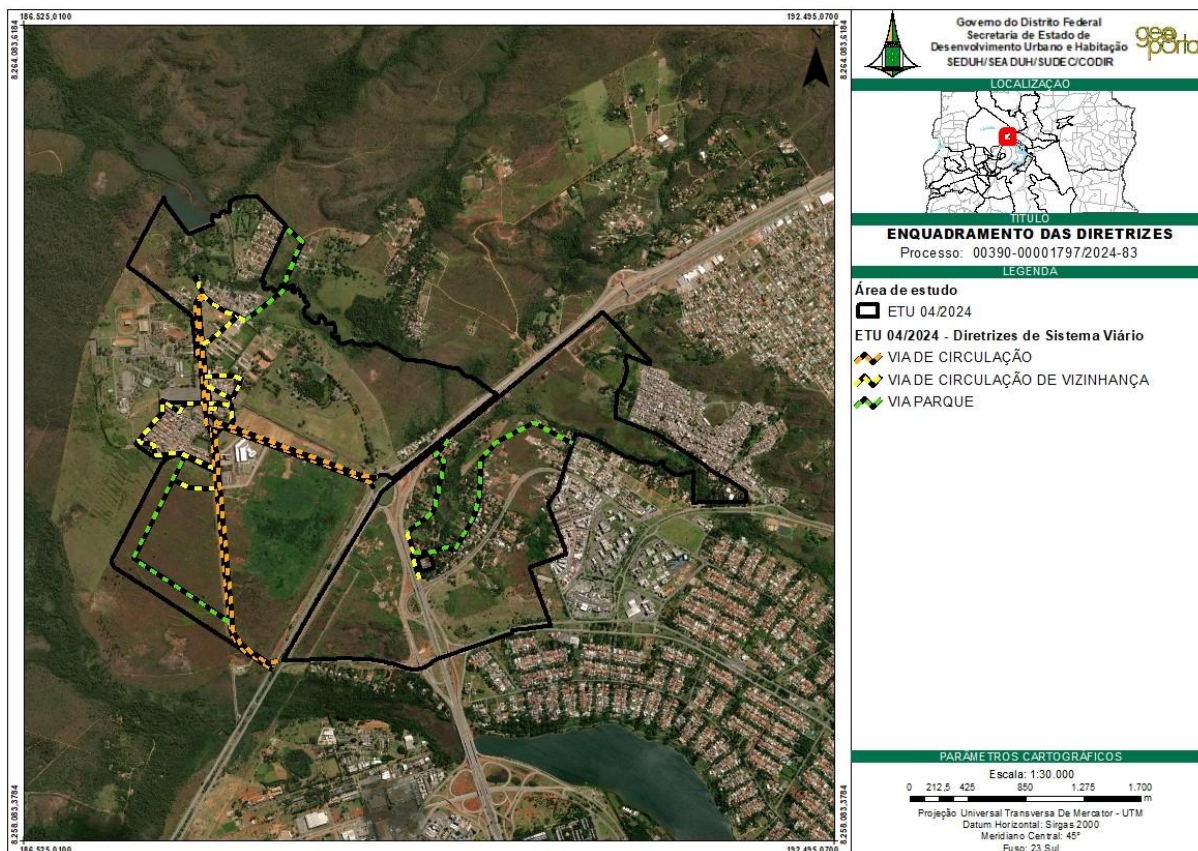 186.525,0100
192.495,0700
8.264.083,6184
8.264.083,6184
Governo do Distrito Federal
Secretaria de Estado de
Desenvolvimento Urbano e Habitação
SEDUH/SEADUH/SUDEC/CODIR
geo
portal
LOCALIZAÇÃO
TÍTULO
ENQUADRAMENTO DAS DIRETRIZES
Processo: 00390-00001797/2024-83
LEGENDA
Área de estudo
ETU 04/2024
ETU 04/2024 - Diretrizes de Sistema Viário
VIA DE CIRCULAÇÃO
VIA DE CIRCULAÇÃO DE VIZINHANÇA
VIA PARQUE
PARÂMETROS CARTOGRÁFICOS
Escala: 1:30.000
0 212,5 425 850 1.275 1.700
m
Projeção Universal Transversa De Mercator - UTM
Datum Horizontal: Sirgas 2000
Meridiano Central: 45°
Fuso: 23 Sul
8.258.083,3784
8.258.083,3784
186.525,0100
192.495,0700